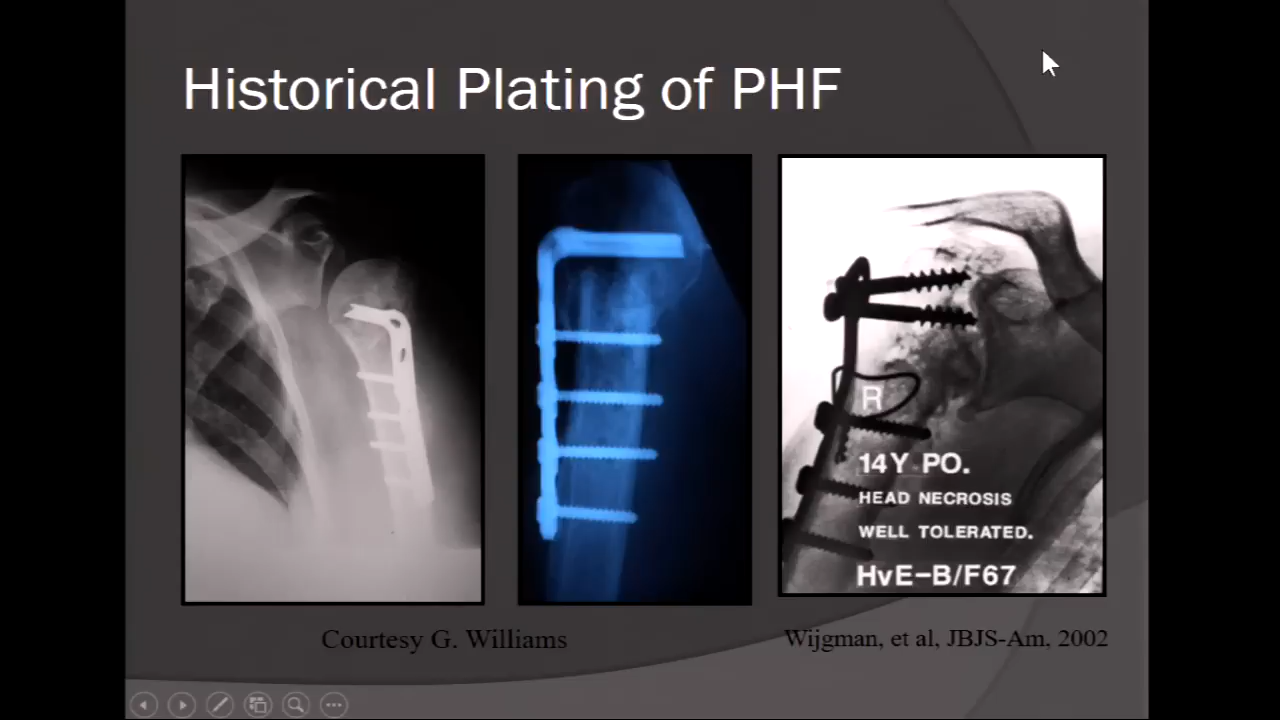 Historical Plating of PHF
R
14Y PO.
HEAD NECROSIS
WELL TOLERATED.
HvE-B/F67
Courtesy G. Williams
Wijgman, et al, JBJS-Am, 2002